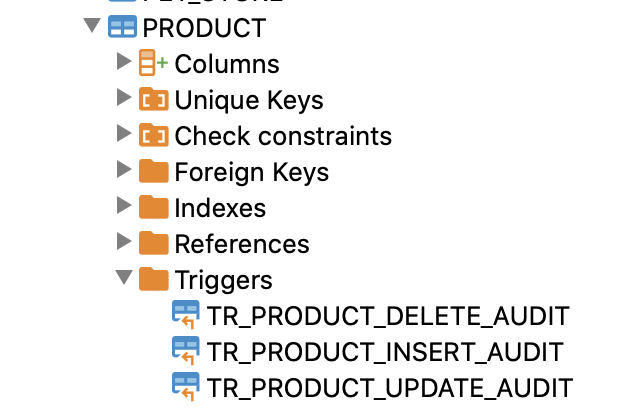 PRODUCT
Columns
Unique Keys
Check constraints
Foreign Keys
Indexes
References
Triggers
TR_PRODUCT_DELETE_AUDIT
TR_PRODUCT_INSERT_AUDIT
TR_PRODUCT_UPDATE_AUDIT